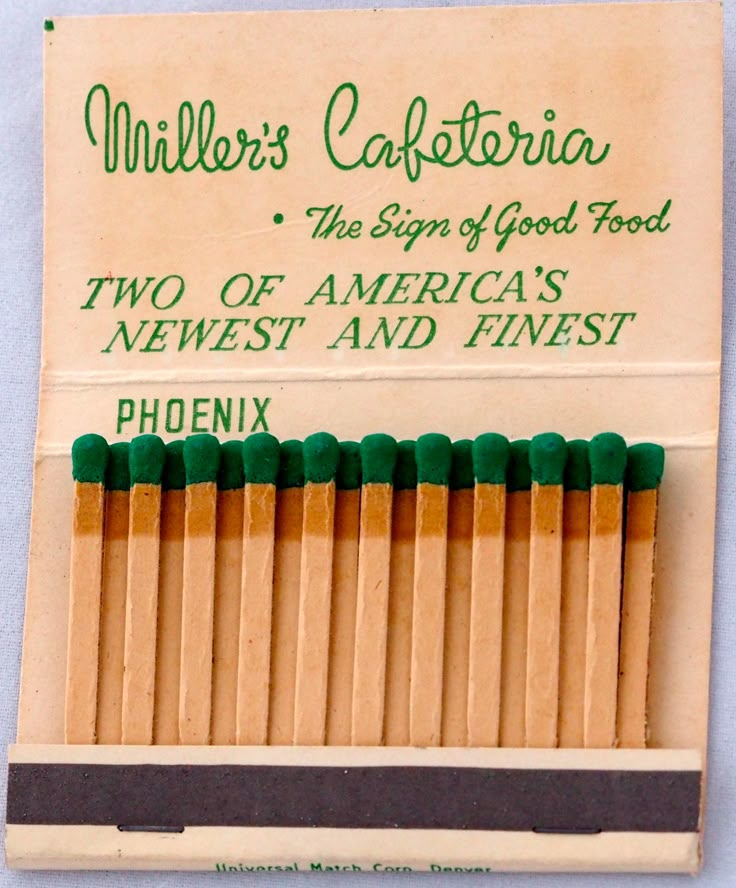 Miller's Cafeteria
• The Sign of Good Food
TWO OF AMERICA'S
NEWEST AND FINEST
PHOENIX
Universal Match Corp. Denver